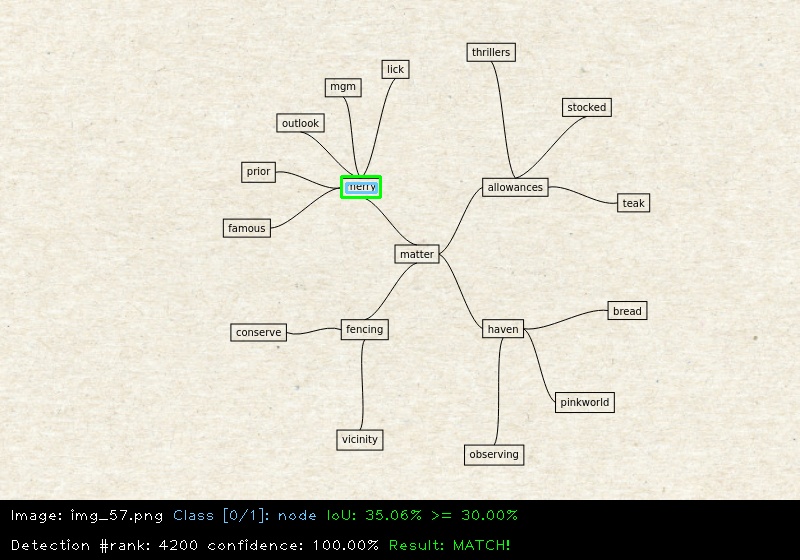 thrillers
lick
mgm
stocked
outlook
prior
allowances
teak
famous
matter
bread
fencing
haven
conserve
pinkworld
vicinity
observing
Image: img_57.png Class [0/1]: node IoU: 35.06% >= 30.00%
Detection #rank: 4200 confidence: 100.00% Result: MATCH!